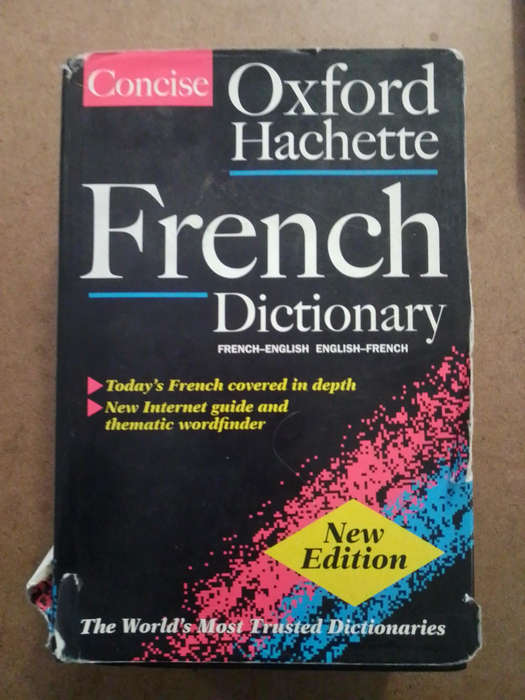 Concise
Oxford
Hachette
French
Dictionary
FRENCH–ENGLISH ENGLISH–FRENCH
Today's French covered in depth
New Internet guide and
thematic wordfinder
New
Edition
The World's Most Trusted Dictionaries